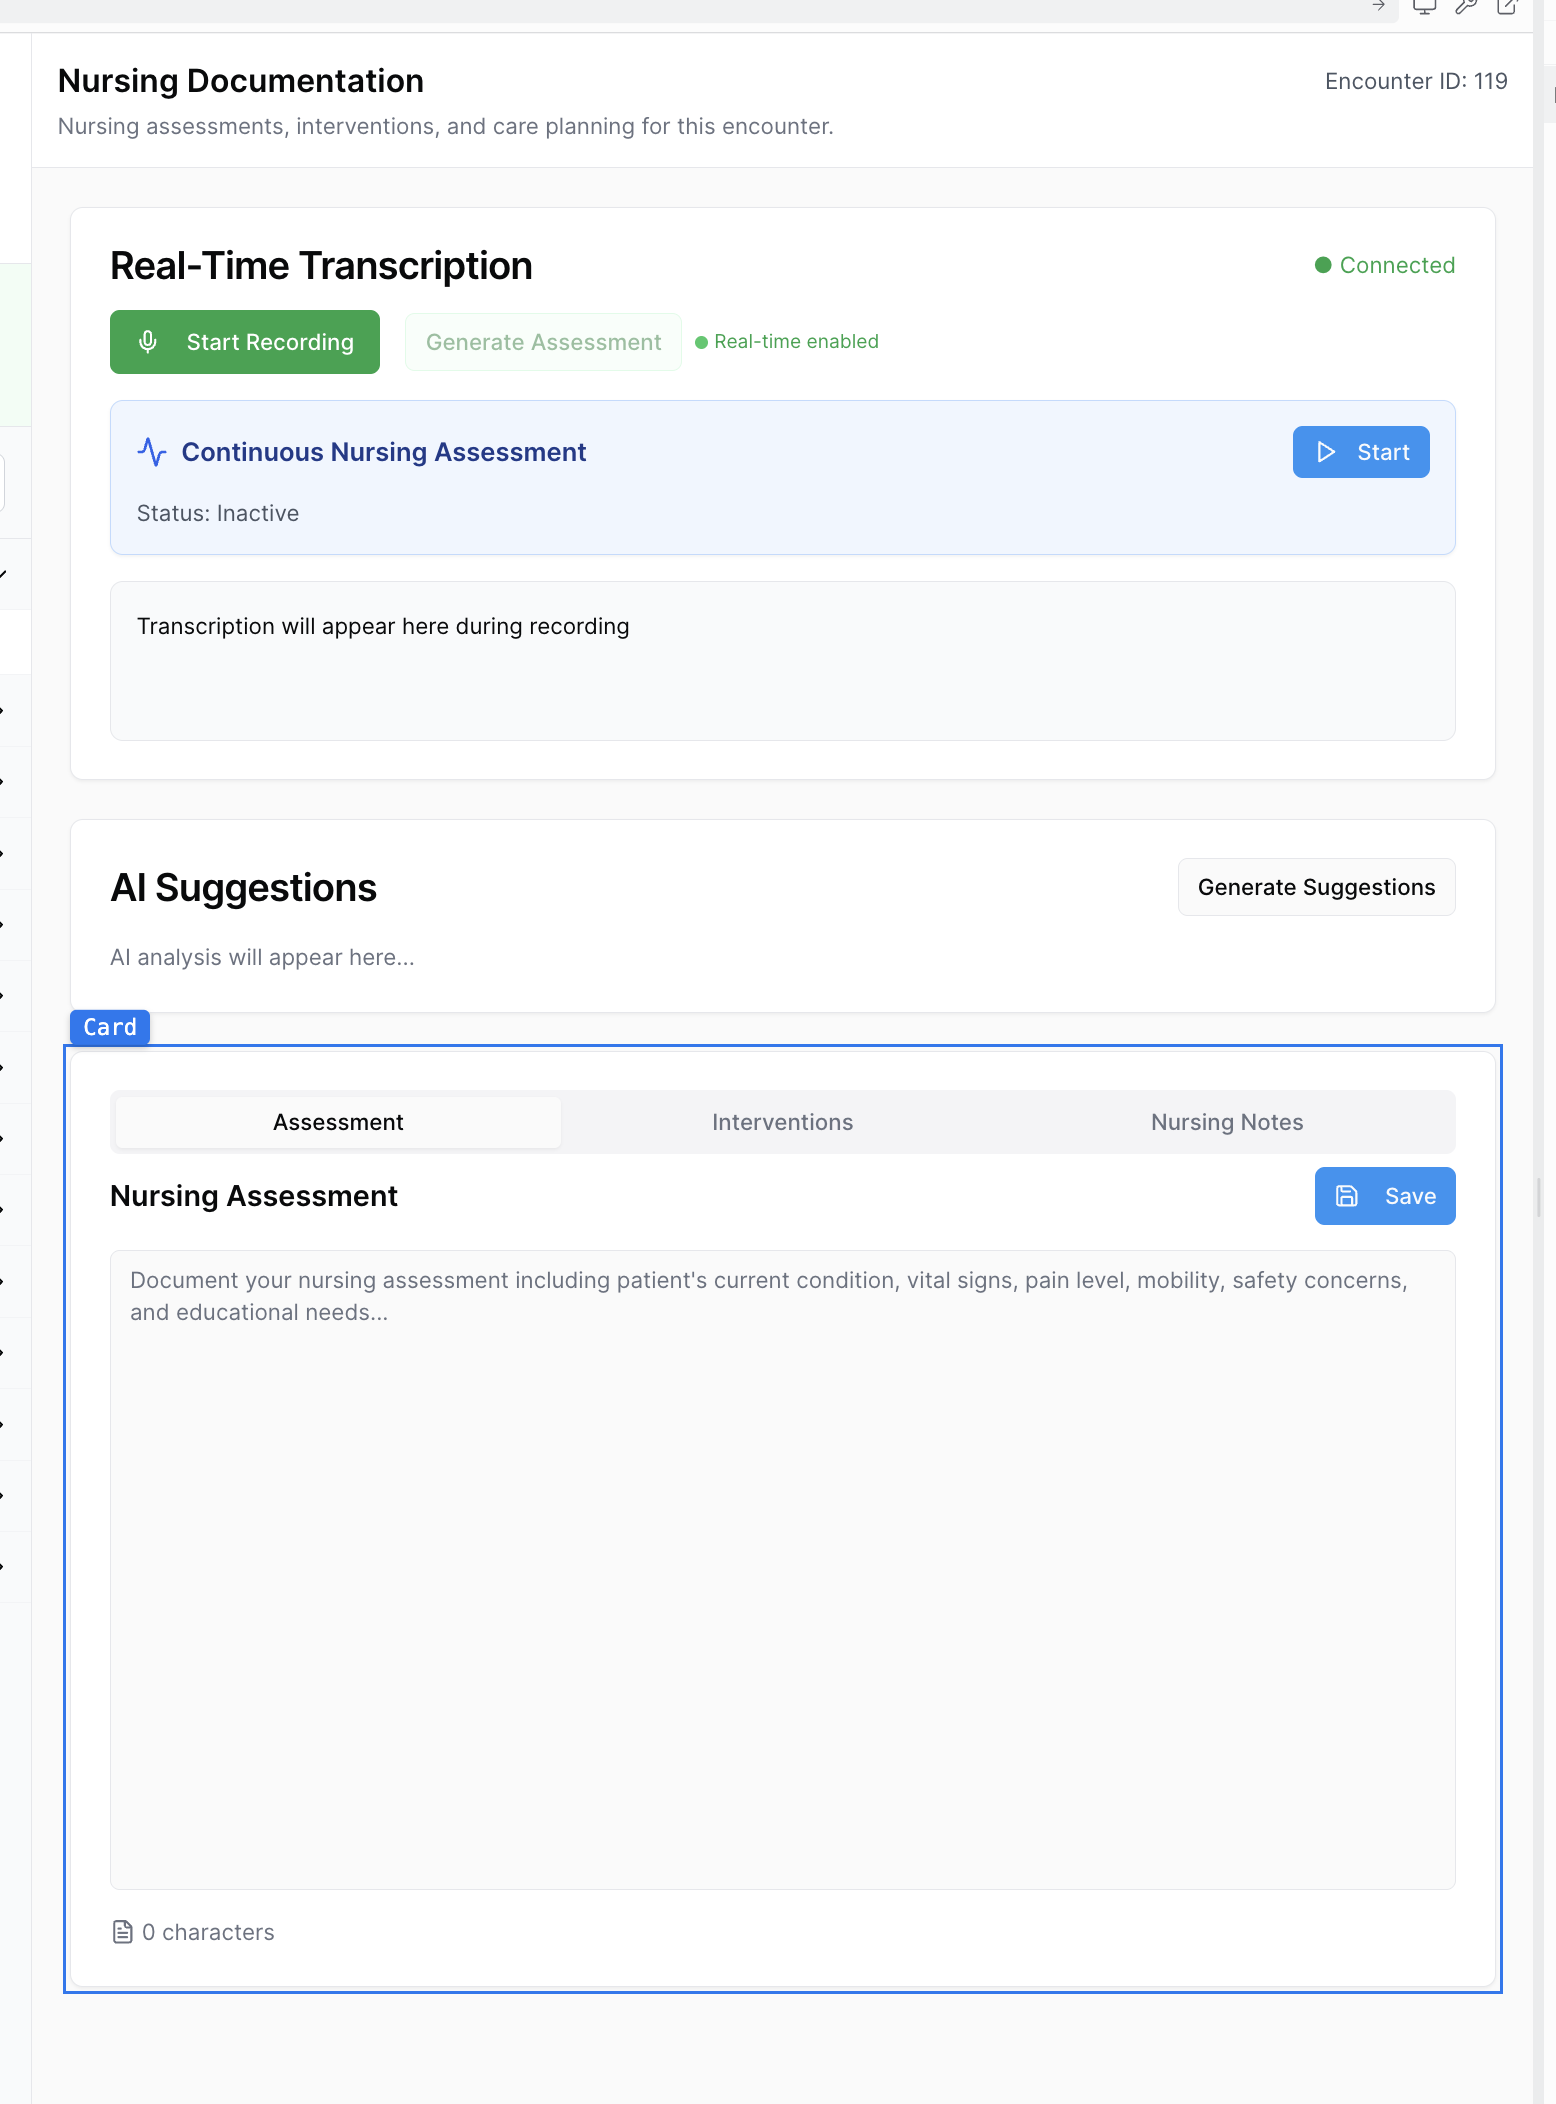 Nursing Documentation
Encounter ID: 119
Nursing assessments, interventions, and care planning for this encounter.
Real-Time Transcription
Connected
Start Recording
Generate Assessment
Real-time enabled
Continuous Nursing Assessment
Start
Status: Inactive
Transcription will appear here during recording
AI Suggestions
Generate Suggestions
AI analysis will appear here...
Card
Assessment
Interventions
Nursing Notes
Nursing Assessment
Save
Document your nursing assessment including patient's current condition, vital signs, pain level, mobility, safety concerns,
and educational needs...
0 characters